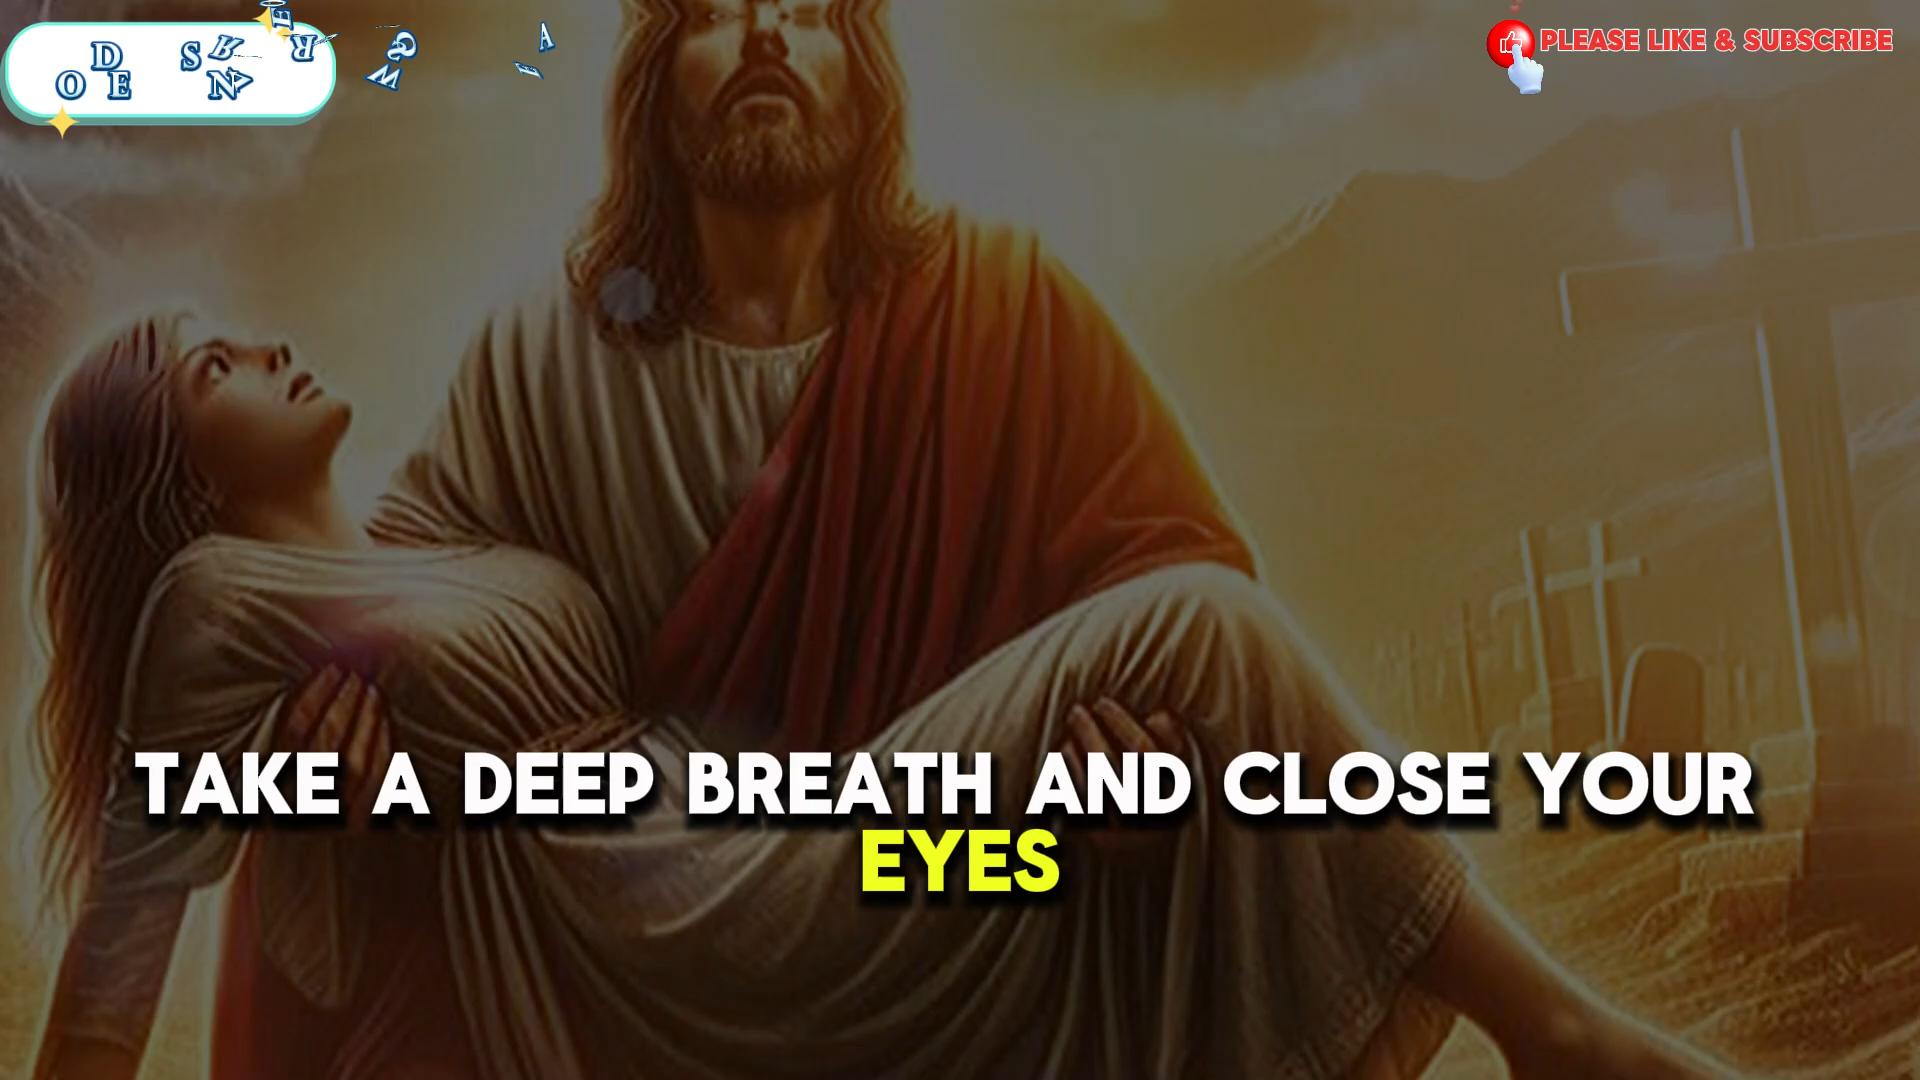 PLEASE LIKE & SUBSCRIBE
TAKE A DEEP BREATH AND CLOSE YOUR
EYES